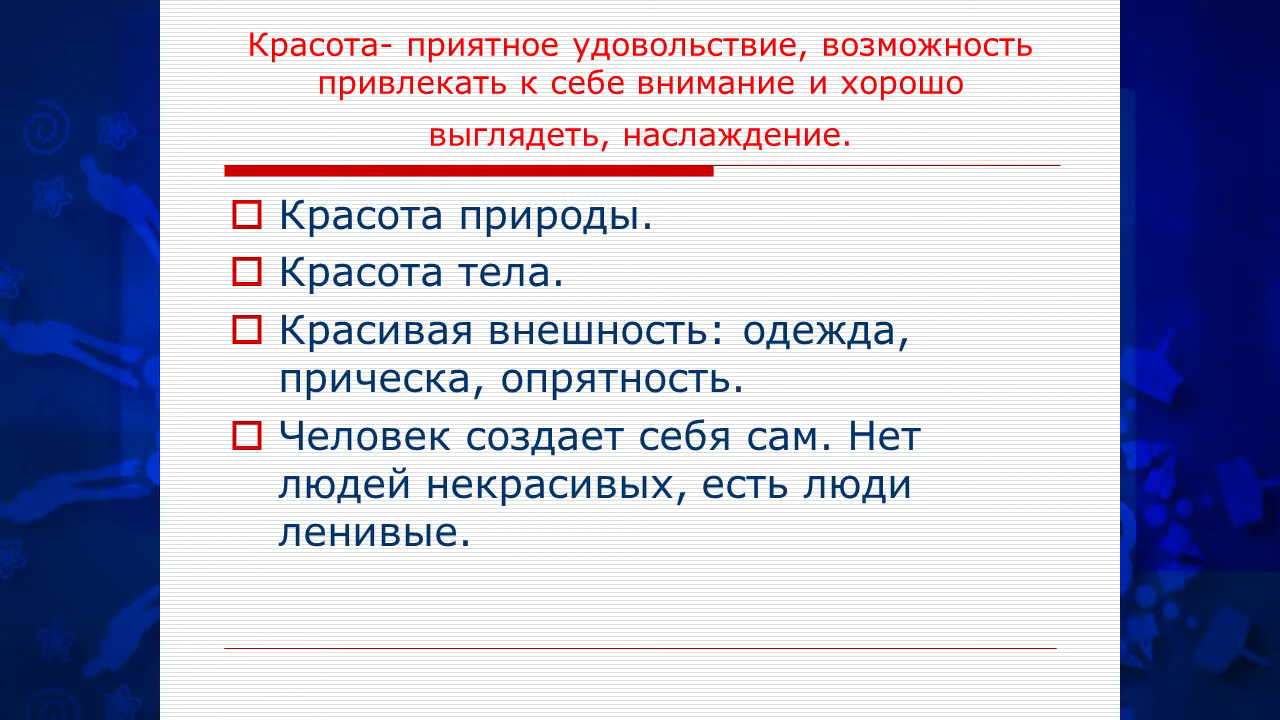 Красота- приятное удовольствие, возможность
привлекать к себе внимание и хорошо
выглядеть, наслаждение.
Красота природы.
Красота тела.
Красивая внешность: одежда,
прическа, опрятность.
Человек создает себя сам. Нет
людей некрасивых, есть люди
ленивые.